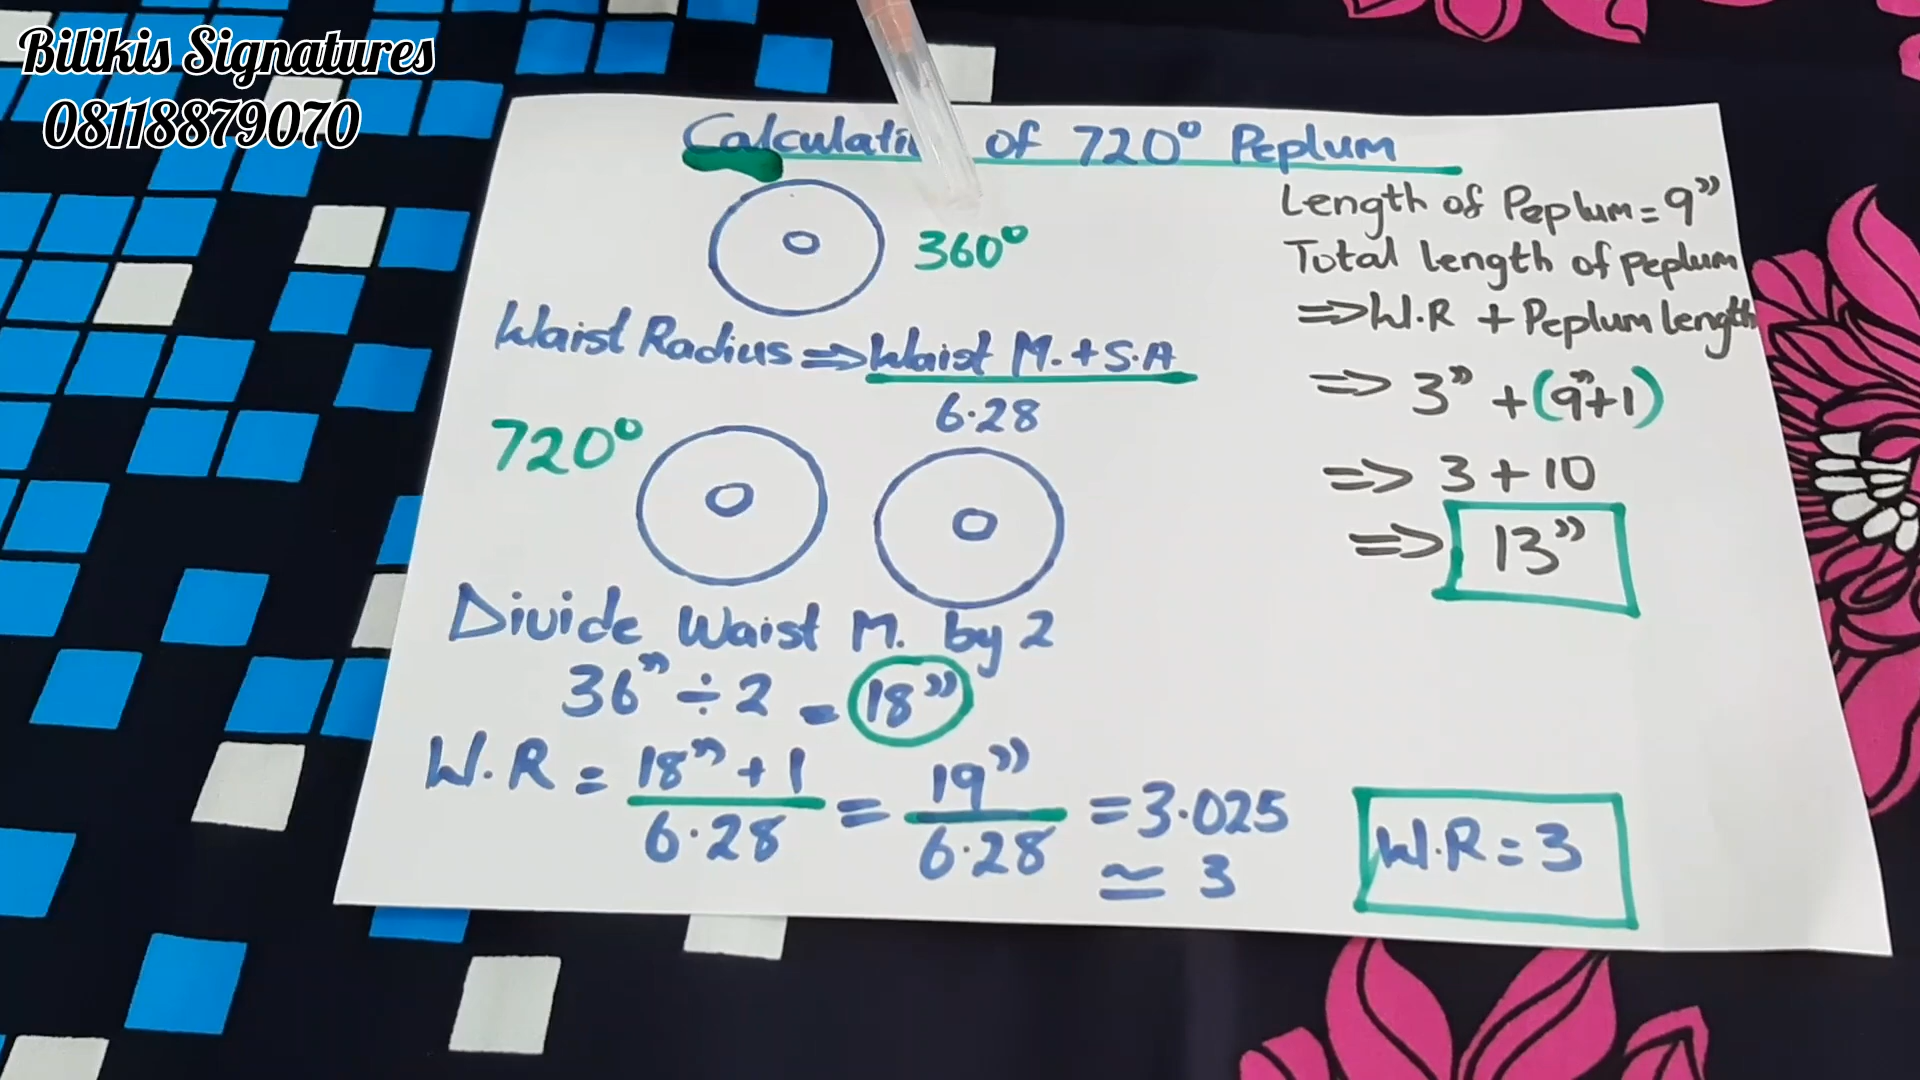 Bilikis Signatures
08118879070
Calculati of 720° Peplum
360°
Waist Radius => Waist M. + S.A
6.28
720°
Divide Waist M. by 2
36” ÷ 2 = 18”
W.R = 18” + 1 = 19” = 3.025
6.28 6.28
≃ 3
Length of Peplum = 9”
Total length of peplum
=> W.R + Peplum length
=> 3” + (9”+1)
=> 3 + 10
=> 13”
W.R = 3